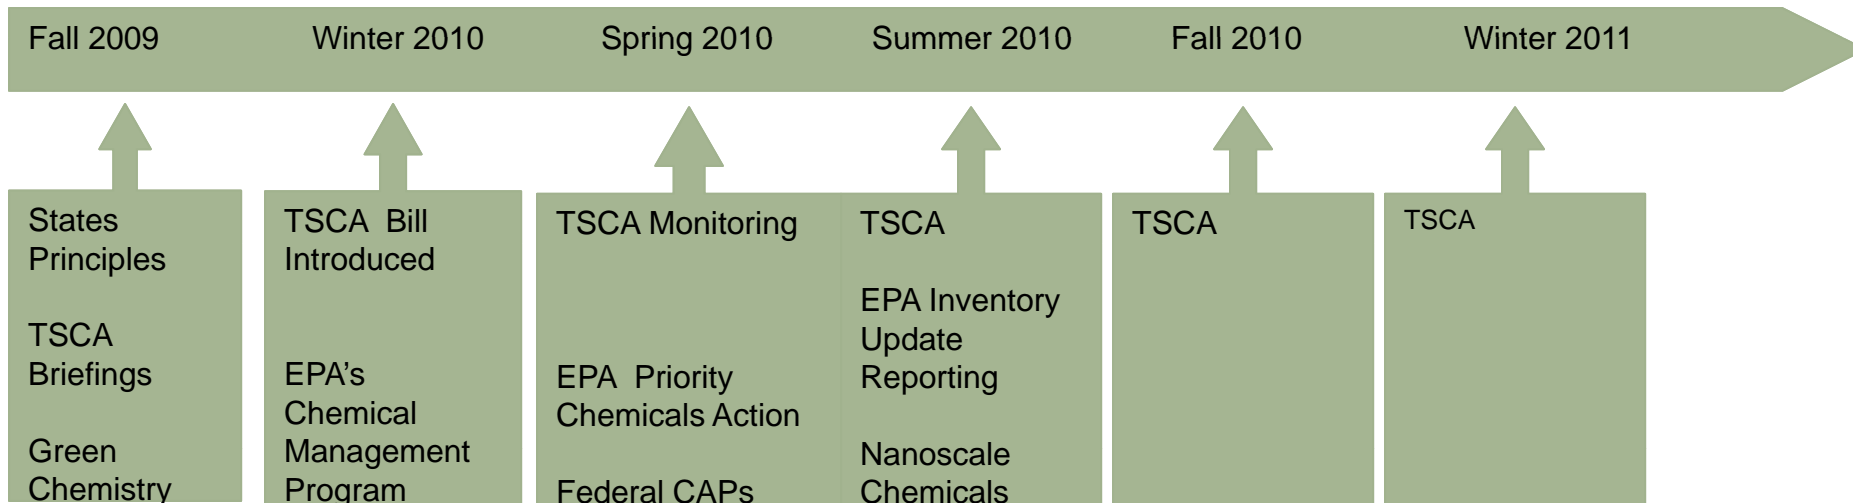 Fall 2009 Winter 2010 Spring 2010 Summer 2010 Fall 2010 Winter 2011
States
Principles
TSCA
Briefings
Green
Chemistry
TSCA Bill
Introduced
EPA’s
Chemical
Management
Program
TSCA Monitoring
EPA Priority
Chemicals Action
Federal CAPs
TSCA
EPA Inventory
Update
Reporting
Nanoscale
Chemicals
TSCA
TSCA